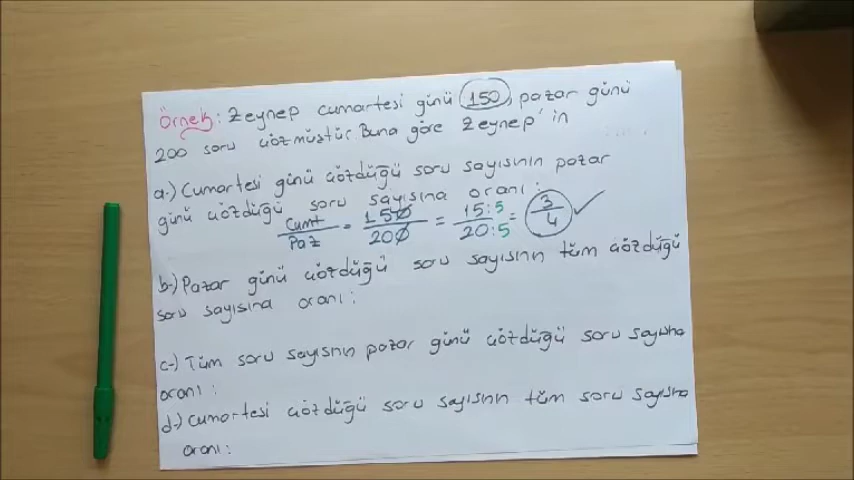 Örnek: Zeynep cumartesi günü 150, pazar günü
200 soru çözmüştür. Buna göre Zeynep'in
a-) Cumartesi günü çözdüğü soru sayısının pazar
günü çözdüğü soru sayısına oranı:
Cumt/Paz = 150/200 = 15:5/20:5 = 3/4 ✓
b-) Pazar günü çözdüğü soru sayısının tüm çözdüğü
soru sayısına oranı:
c-) Tüm soru sayısının pazar günü çözdüğü soru sayısına
oranı:
d-) Cumartesi çözdüğü soru sayısının tüm soru sayısına
oranı: